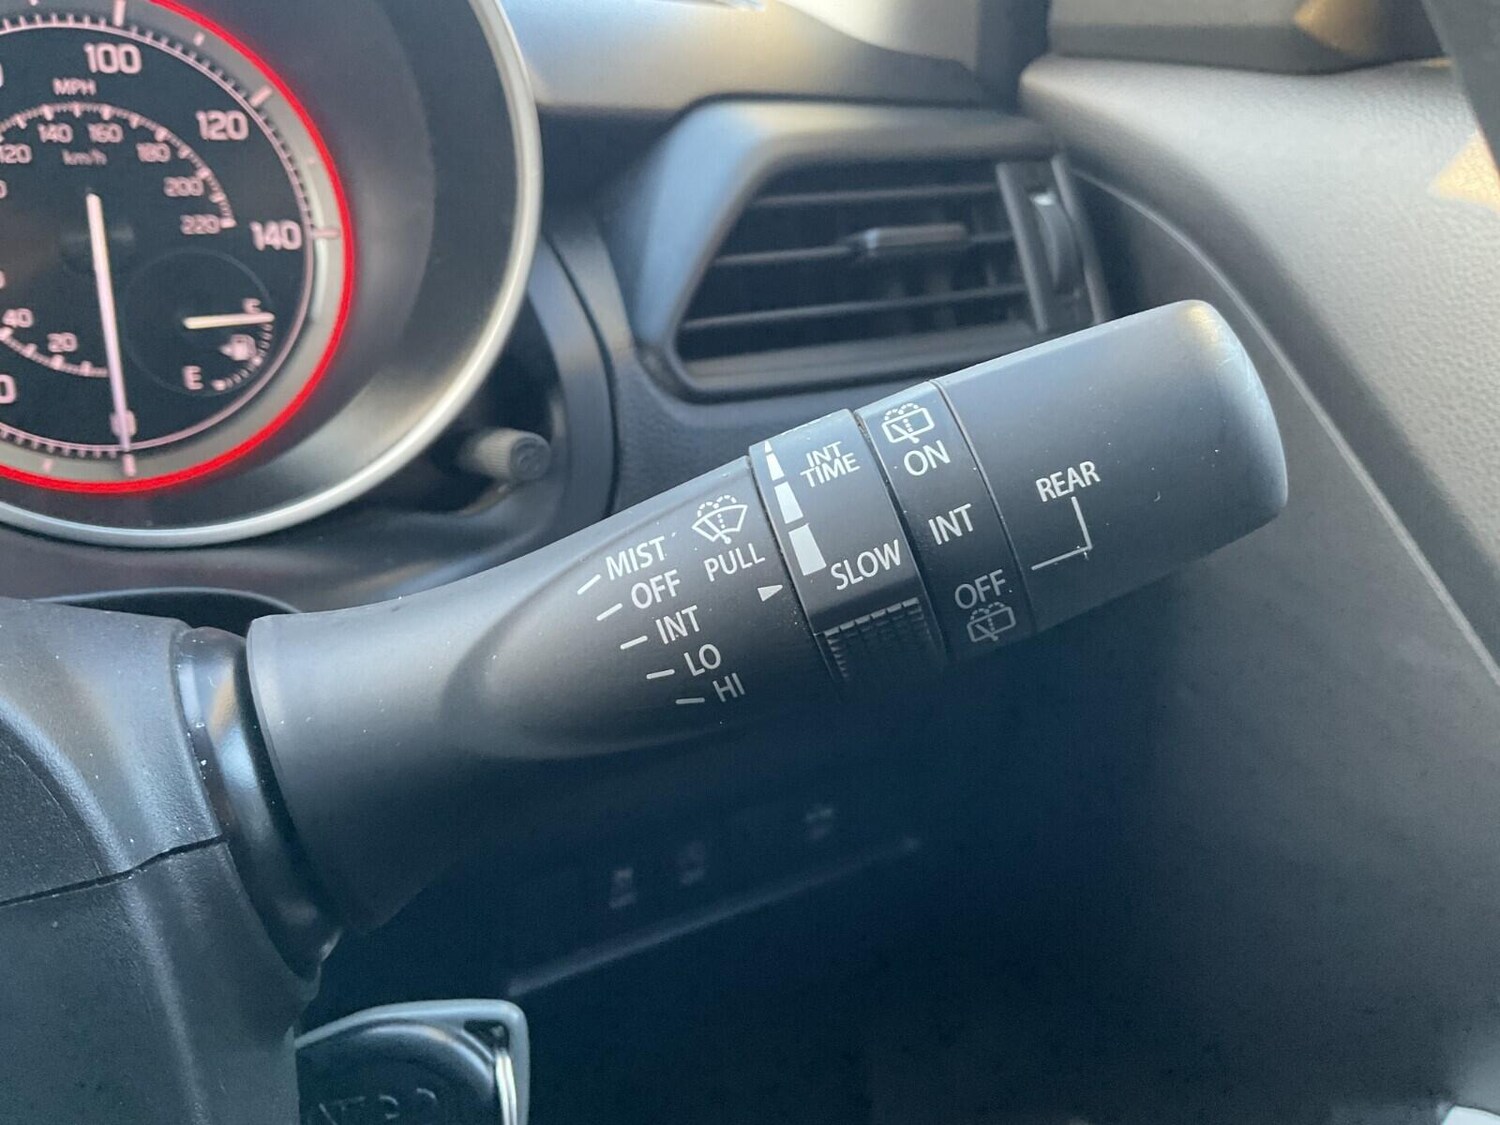 100
MPH
120
140 160
km/h
120
180
200
220
140
40
20
E
INT
TIME
ON
REAR
INT
MIST
PULL
SLOW
OFF
OFF
INT
LO
HI